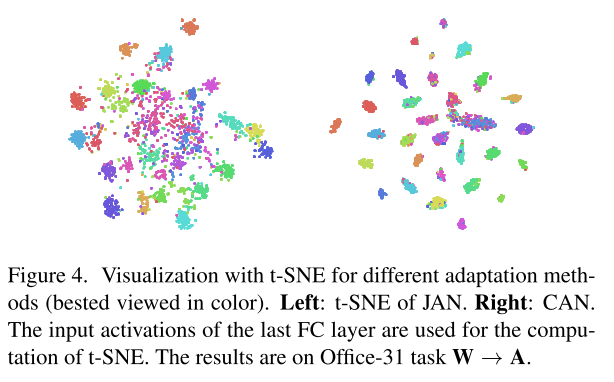 Figure 4. Visualization with t-SNE for different adaptation meth-
ods (bested viewed in color). Left: t-SNE of JAN. Right: CAN.
The input activations of the last FC layer are used for the compu-
tation of t-SNE. The results are on Office-31 task W → A.